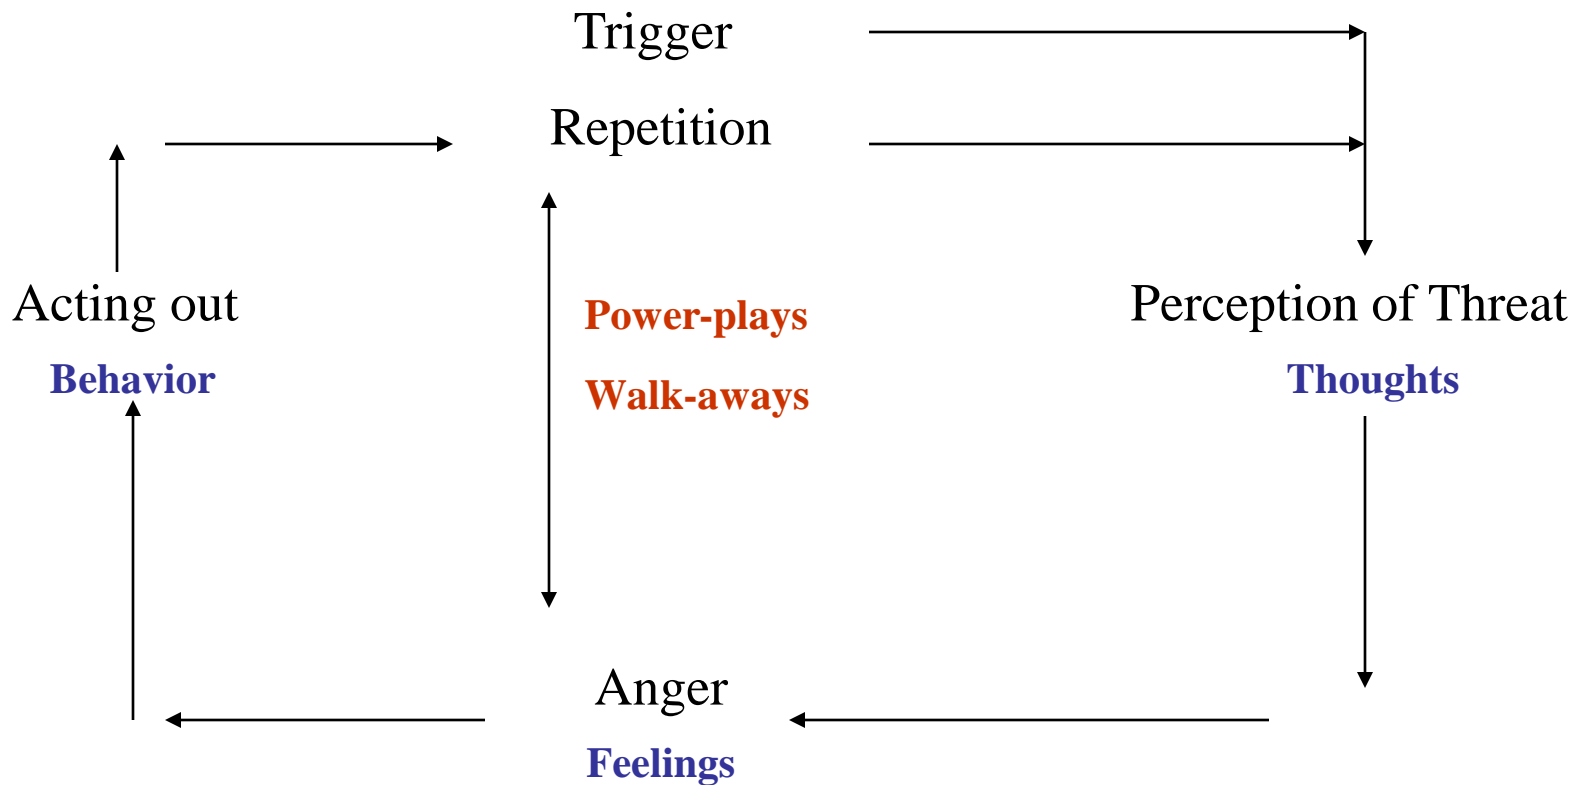 Trigger
Repetition
Acting out
Behavior
Power-plays
Walk-aways
Perception of Threat
Thoughts
Anger
Feelings